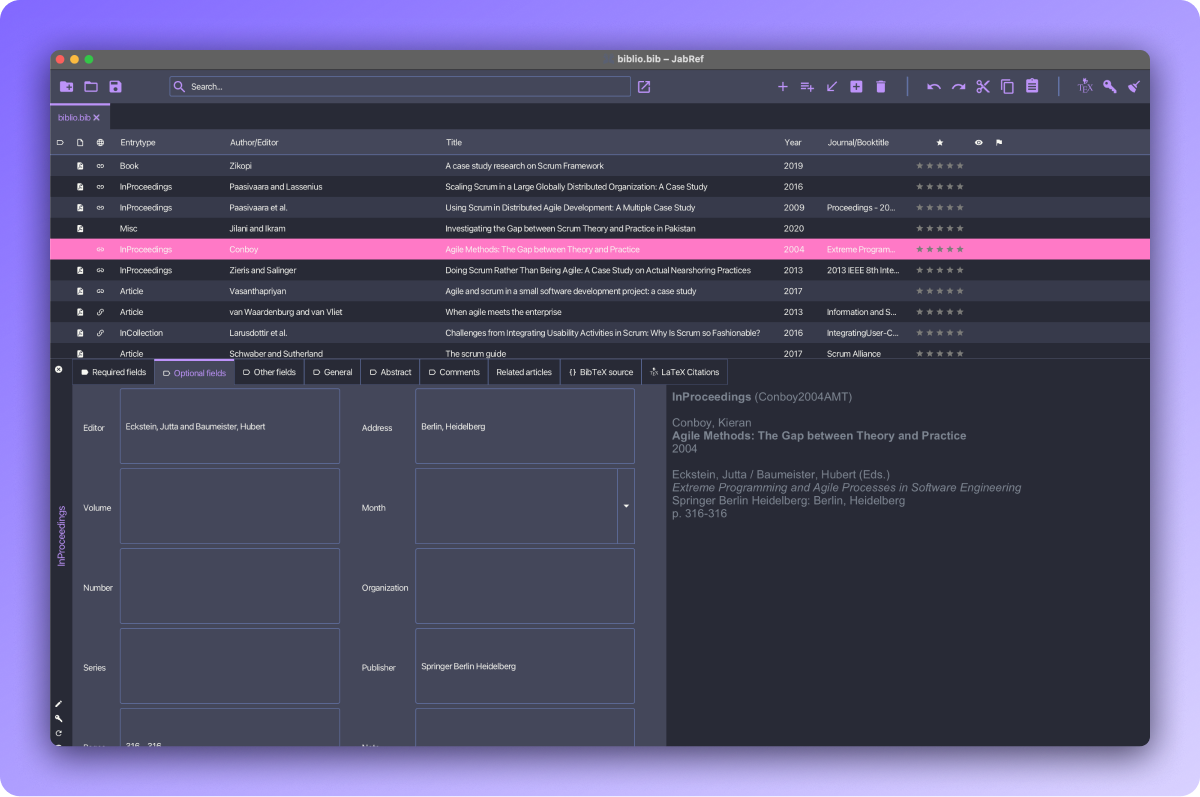 biblio.bib – JabRef
Search...
TEX
biblio.bib
Entrytype Author/Editor Title Year Journal/Booktitle
Book Zikopi A case study research on Scrum Framework 2019
InProceedings Paasivaara and Lassenius Scaling Scrum in a Large Globally Distributed Organization: A Case Study 2016
InProceedings Paasivaara et al. Using Scrum in Distributed Agile Development: A Multiple Case Study 2009 Proceedings - 20...
Misc Jilani and Ikram Investigating the Gap between Scrum Theory and Practice in Pakistan 2020
InProceedings Conboy Agile Methods: The Gap between Theory and Practice 2004 Extreme Program...
InProceedings Zieris and Salinger Doing Scrum Rather Than Being Agile: A Case Study on Actual Nearshoring Practices 2013 2013 IEEE 8th Inte...
Article Vasanthapriyan Agile and scrum in a small software development project: a case study 2017
Article van Waardenburg and van Vliet When agile meets the enterprise 2013 Information and S...
InCollection Larusdottir et al. Challenges from Integrating Usability Activities in Scrum: Why Is Scrum so Fashionable? 2016 IntegratingUser-C...
Article Schwaber and Sutherland The scrum guide 2017 Scrum Alliance
Required fields Optional fields Other fields General Abstract Comments Related articles {} BibTeX source LaTeX Citations
InProceedings
Editor Eckstein, Jutta and Baumeister, Hubert Address Berlin, Heidelberg
Volume Month
Number Organization
Series Publisher Springer Berlin Heidelberg
Pages 316--316 Note
InProceedings (Conboy2004AMT)
Conboy, Kieran
Agile Methods: The Gap between Theory and Practice
2004
Eckstein, Jutta / Baumeister, Hubert (Eds.)
Extreme Programming and Agile Processes in Software Engineering
Springer Berlin Heidelberg: Berlin, Heidelberg
p. 316-316